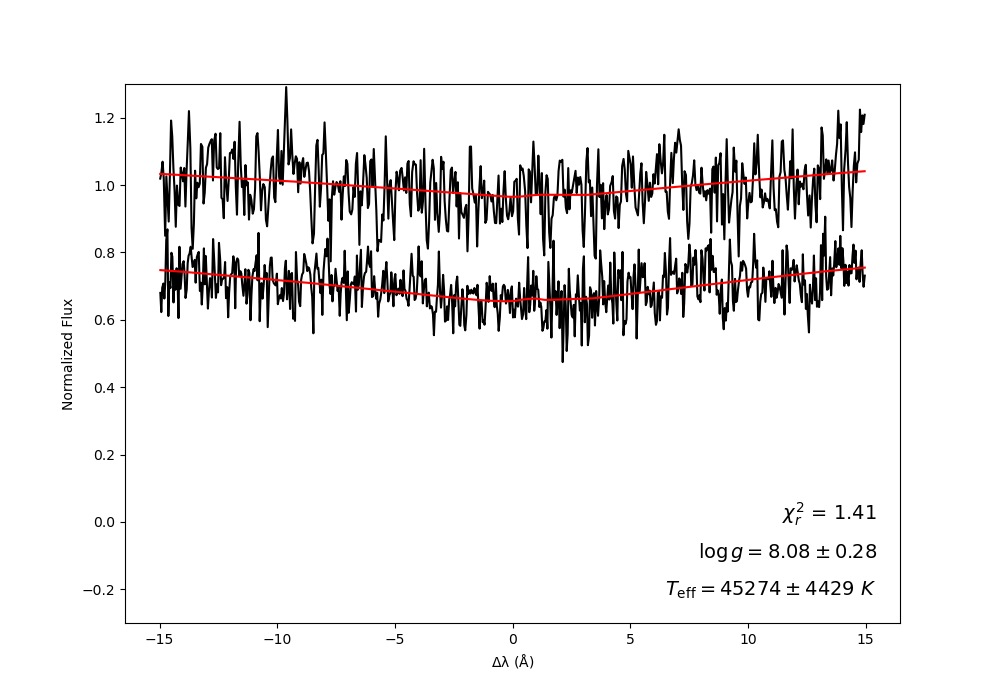 1.2
1.0
0.8
0.6
0.4
0.2
0.0
−0.2
Normalized Flux
χ²ᵣ = 1.41
log g = 8.08 ± 0.28
T_eff = 45274 ± 4429 K
−15 −10 −5 0 5 10 15
Δλ (Å)